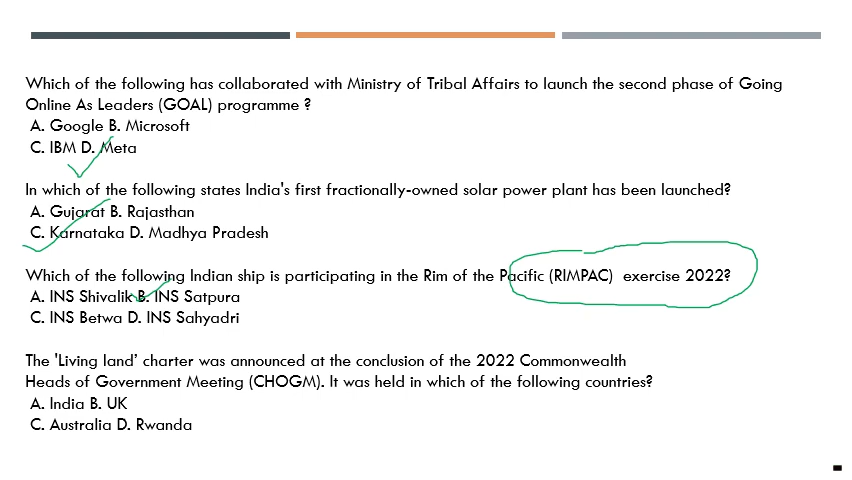 Which of the following has collaborated with Ministry of Tribal Affairs to launch the second phase of Going
Online As Leaders (GOAL) programme ?
A. Google B. Microsoft
C. IBM D. Meta
In which of the following states India's first fractionally-owned solar power plant has been launched?
A. Gujarat B. Rajasthan
C. Karnataka D. Madhya Pradesh
Which of the following Indian ship is participating in the Rim of the Pacific (RIMPAC) exercise 2022?
A. INS Shivalik B. INS Satpura
C. INS Betwa D. INS Sahyadri
The 'Living land’ charter was announced at the conclusion of the 2022 Commonwealth
Heads of Government Meeting (CHOGM). It was held in which of the following countries?
A. India B. UK
C. Australia D. Rwanda